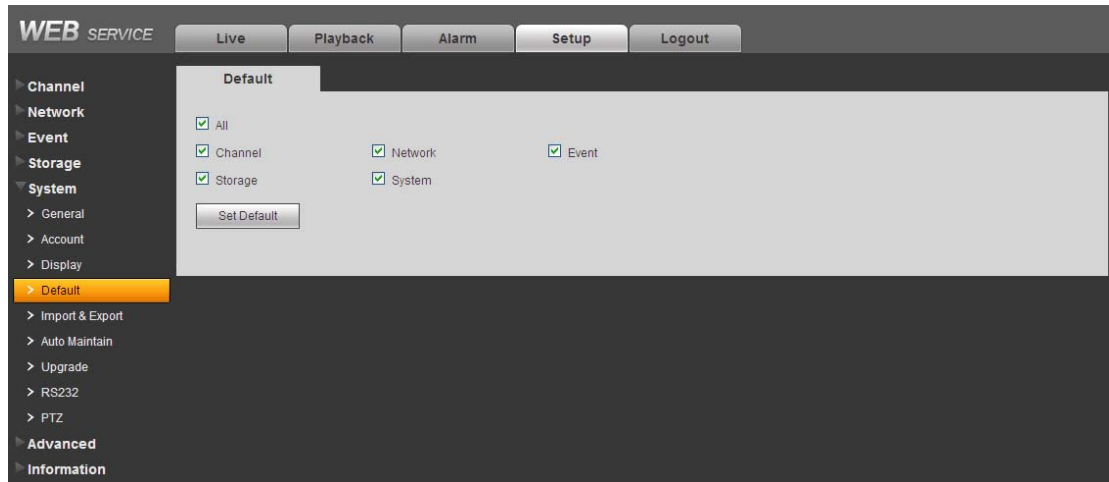 WEB SERVICE
Live Playback Alarm Setup Logout
Channel
Network
Event
Storage
System
> General
> Account
> Display
> Default
> Import & Export
> Auto Maintain
> Upgrade
> RS232
> PTZ
Advanced
Information
Default
All
Channel Network Event
Storage System
Set Default